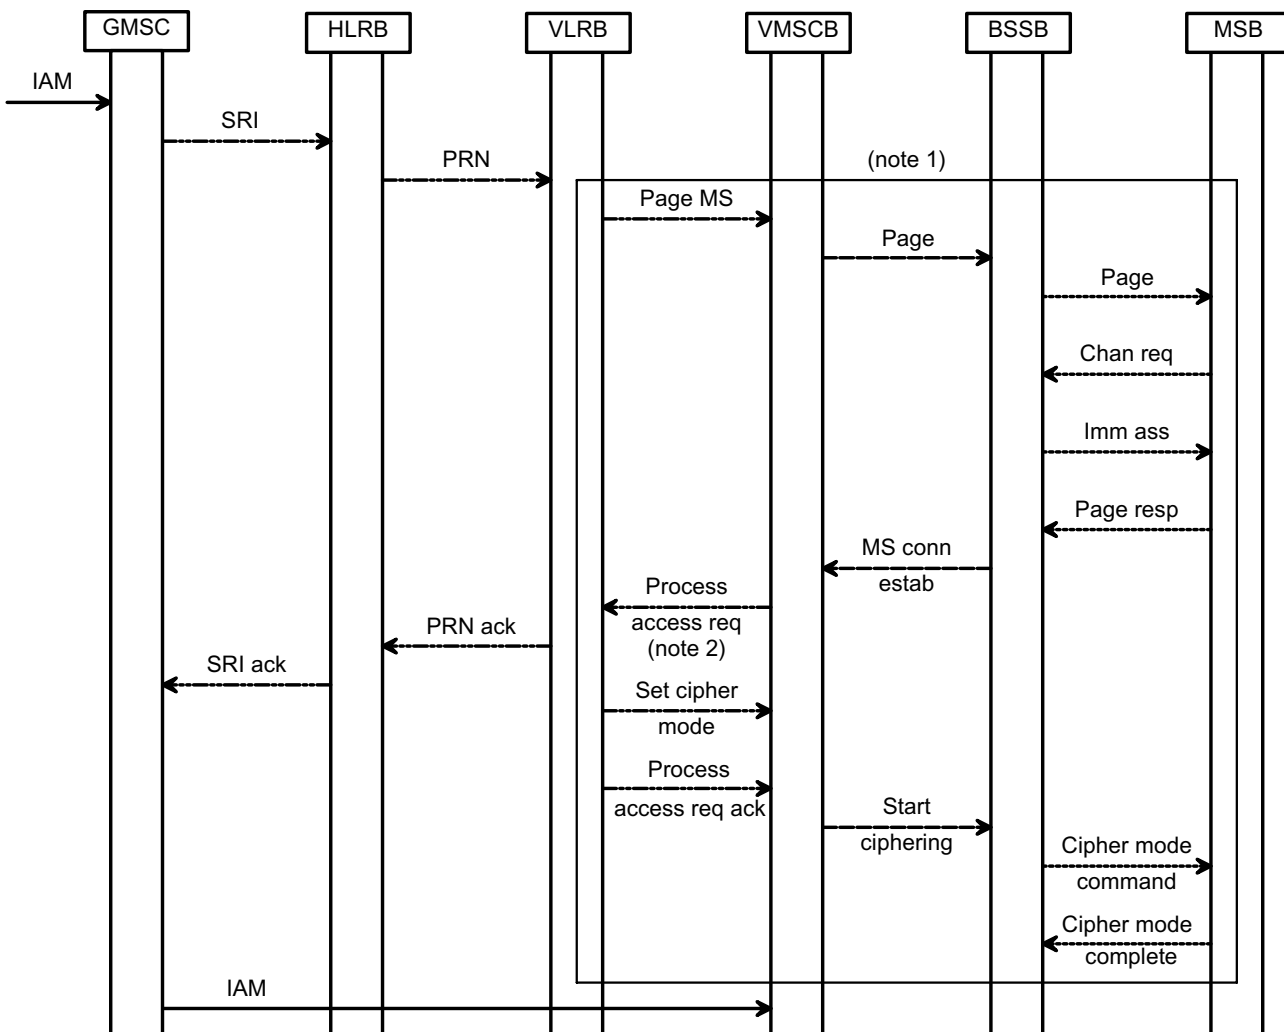 GMSC
HLRB
VLRB
VMSCB
BSSB
MSB
IAM
SRI
PRN
(note 1)
Page MS
Page
Page
Chan req
Imm ass
Page resp
MS conn
estab
Process
access req
(note 2)
PRN ack
SRI ack
Set cipher
mode
Process
access req ack
Start
ciphering
Cipher mode
command
Cipher mode
complete
IAM